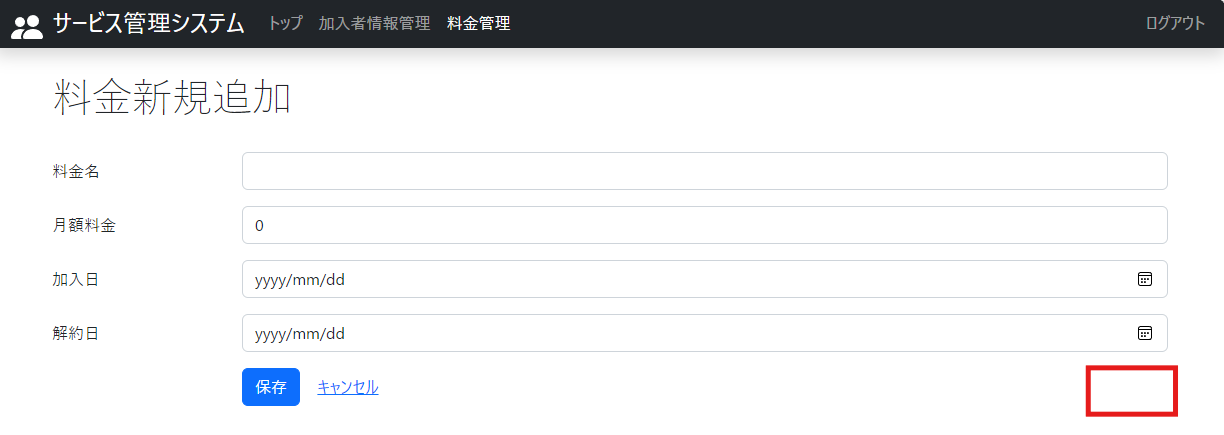 サービス管理システム トップ 加入者情報管理 料金管理 ログアウト
料金新規追加
料金名
月額料金 0
加入日 yyyy/mm/dd
解約日 yyyy/mm/dd
保存 キャンセル